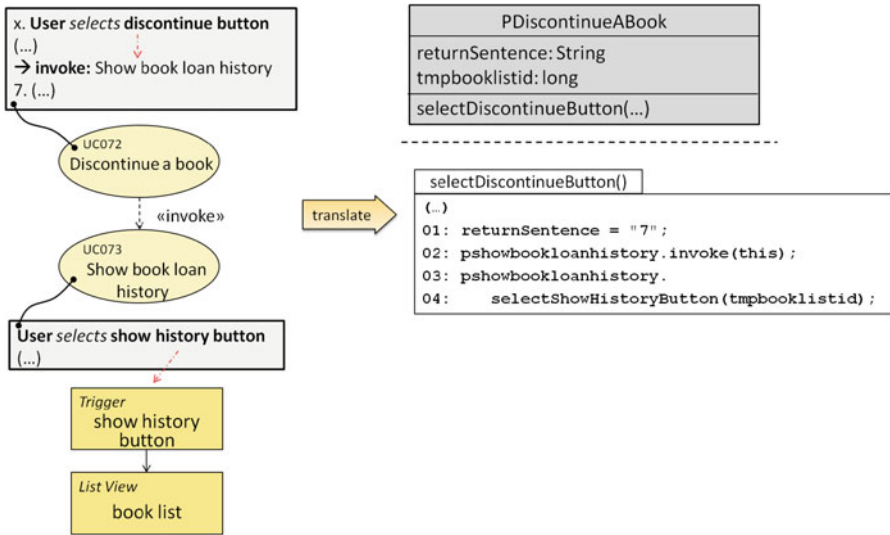 x. User selects discontinue button
(...)
→ invoke: Show book loan history
7. (...)
UC072
Discontinue a book
«invoke»
UC073
Show book loan
history
User selects show history button
(...)
Trigger
show history
button
List View
book list
translate
PDiscontinueABook
returnSentence: String
tmpbooklistid: long
selectDiscontinueButton(...)
selectDiscontinueButton()
(...)
01: returnSentence = "7";
02: pshowbookloanhistory.invoke(this);
03: pshowbookloanhistory.
04: selectShowHistoryButton(tmpbooklistid);